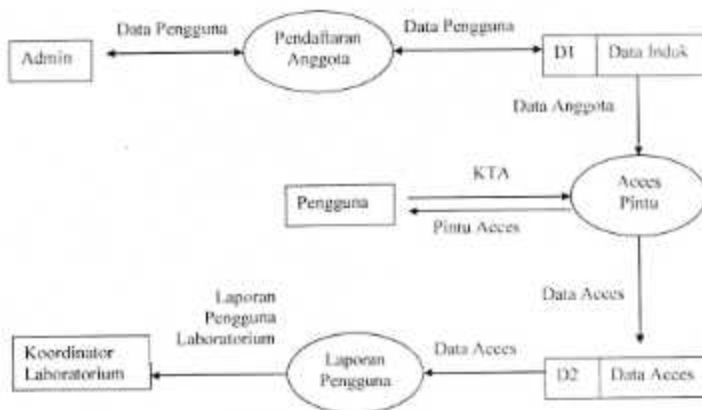 Data Pengguna
Data Pengguna
Admin
Pendaftaran
Anggota
D1
Data Induk
Data Anggota
KTA
Acces
Pintu
Pengguna
Pintu Acces
Data Acces
Laporan
Pengguna
Laboratorium
Koordinator
Laboratorium
Laporan
Pengguna
Data Acces
D2
Data Acces